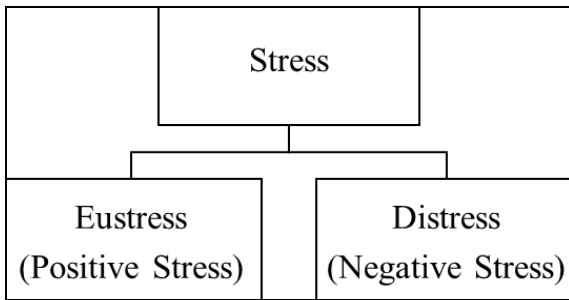 Stress
Eustress
(Positive Stress)
Distress
(Negative Stress)